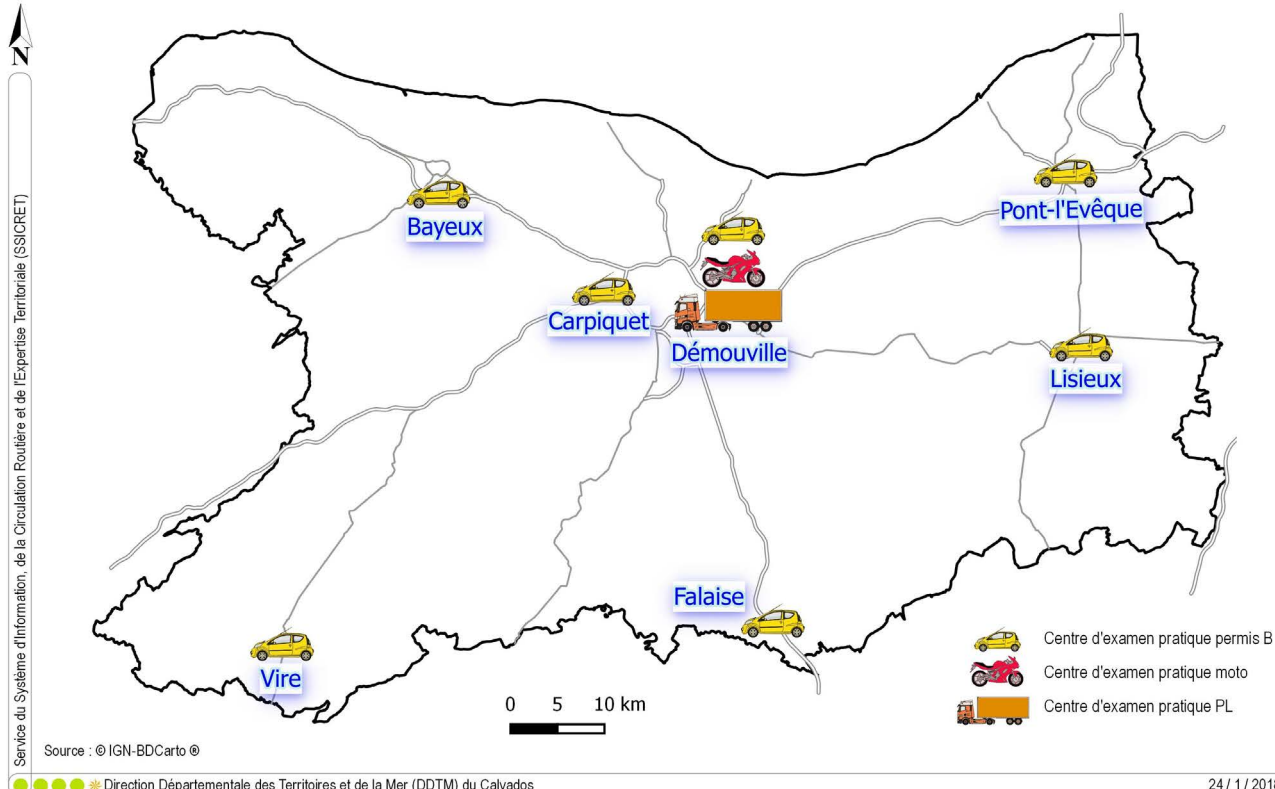 N
Service du Système d'Information, de la Circulation Routière et de l'Expertise Territoriale (SSICRET)
Bayeux
Pont-l'Evêque
Carpiquet
Démouville
Lisieux
Falaise
Vire
0 5 10 km
Centre d'examen pratique permis B
Centre d'examen pratique moto
Centre d'examen pratique PL
Source : © IGN-BDCarto ®
Direction Départementale des Territoires et de la Mer (DDTM) du Calvados
24 / 1 / 2018